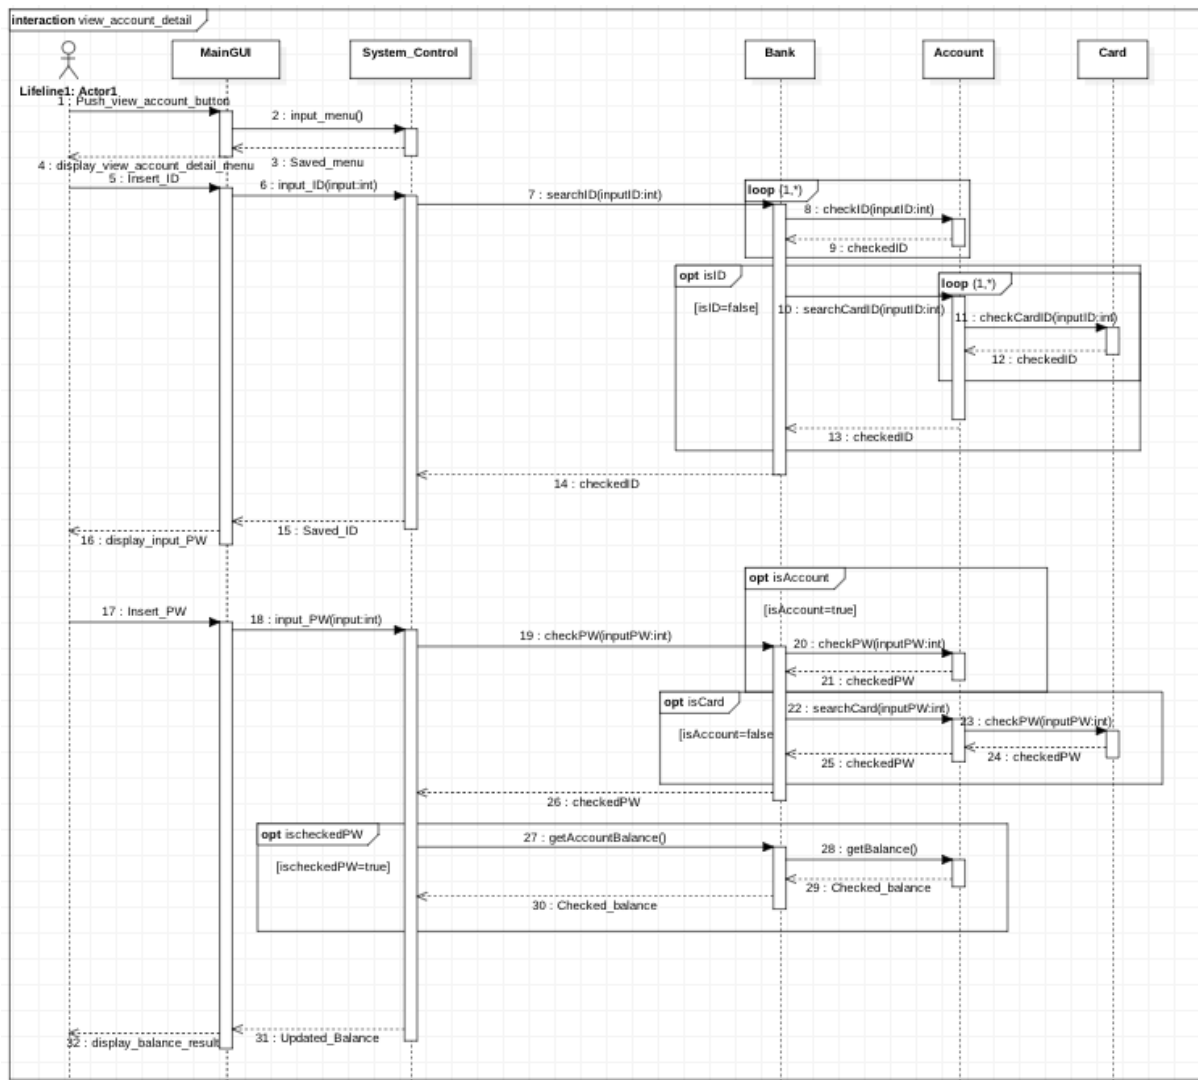 interaction view_account_detail
MainGUI
System_Control
Bank
Account
Card
Lifeline1: Actor1
1 : Push_view_account_button
2 : input_menu()
3 : Saved_menu
4 : display_view_account_detail_menu
5 : Insert_ID
6 : input_ID(input:int)
7 : searchID(inputID:int)
loop (1,*)
8 : checkID(inputID:int)
9 : checkedID
opt isID
[isID=false]
loop (1,*)
10 : searchCardID(inputID:int)
11 : checkCardID(inputID:int)
12 : checkedID
13 : checkedID
14 : checkedID
15 : Saved_ID
16 : display_input_PW
opt isAccount
[isAccount=true]
17 : Insert_PW
18 : input_PW(input:int)
19 : checkPW(inputPW:int)
20 : checkPW(inputPW:int)
21 : checkedPW
opt isCard
[isAccount=false
22 : searchCard(inputPW:int)
23 : checkPW(inputPW:int)
24 : checkedPW
25 : checkedPW
26 : checkedPW
opt ischeckedPW
[ischeckedPW=true]
27 : getAccountBalance()
28 : getBalance()
29 : Checked_balance
30 : Checked_balance
31 : Updated_Balance
32 : display_balance_result